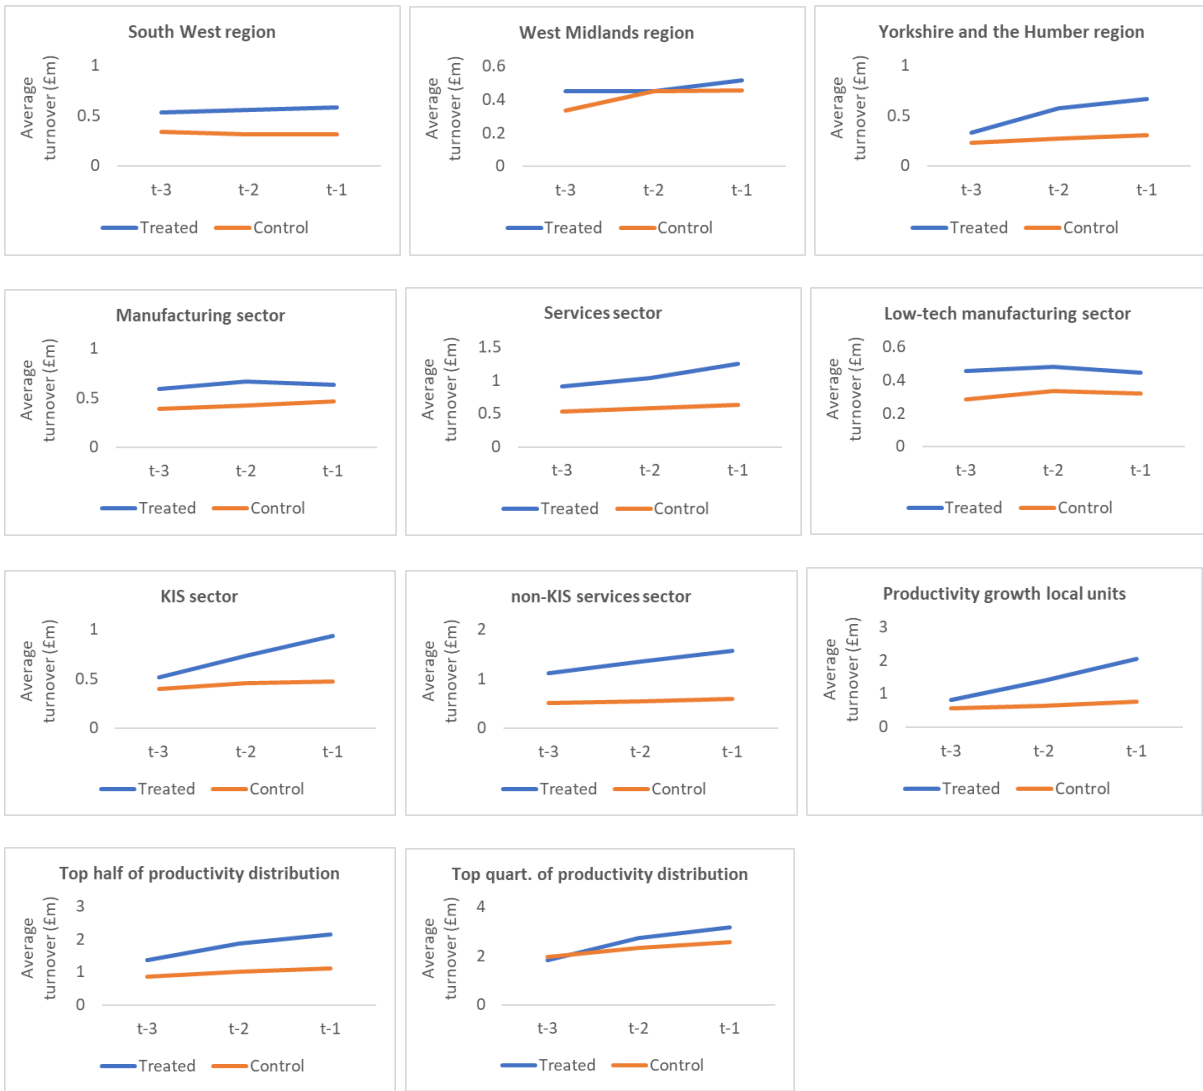 South West region
Average
turnover (£m)
1
0.5
0
t-3 t-2 t-1
Treated Control
West Midlands region
Average
turnover (£m)
0.6
0.4
0.2
0
t-3 t-2 t-1
Treated Control
Yorkshire and the Humber region
Average
turnover (£m)
1
0.5
0
t-3 t-2 t-1
Treated Control
Manufacturing sector
Average
turnover (£m)
1
0.5
0
t-3 t-2 t-1
Treated Control
Services sector
Average
turnover (£m)
1.5
1
0.5
0
t-3 t-2 t-1
Treated Control
Low-tech manufacturing sector
Average
turnover (£m)
0.6
0.4
0.2
0
t-3 t-2 t-1
Treated Control
KIS sector
Average
turnover (£m)
1
0.5
0
t-3 t-2 t-1
Treated Control
non-KIS services sector
Average
turnover (£m)
2
1
0
t-3 t-2 t-1
Treated Control
Productivity growth local units
Average
turnover (£m)
3
2
1
0
t-3 t-2 t-1
Treated Control
Top half of productivity distribution
Average
turnover (£m)
3
2
1
0
t-3 t-2 t-1
Treated Control
Top quart. of productivity distribution
Average
turnover (£m)
4
2
0
t-3 t-2 t-1
Treated Control